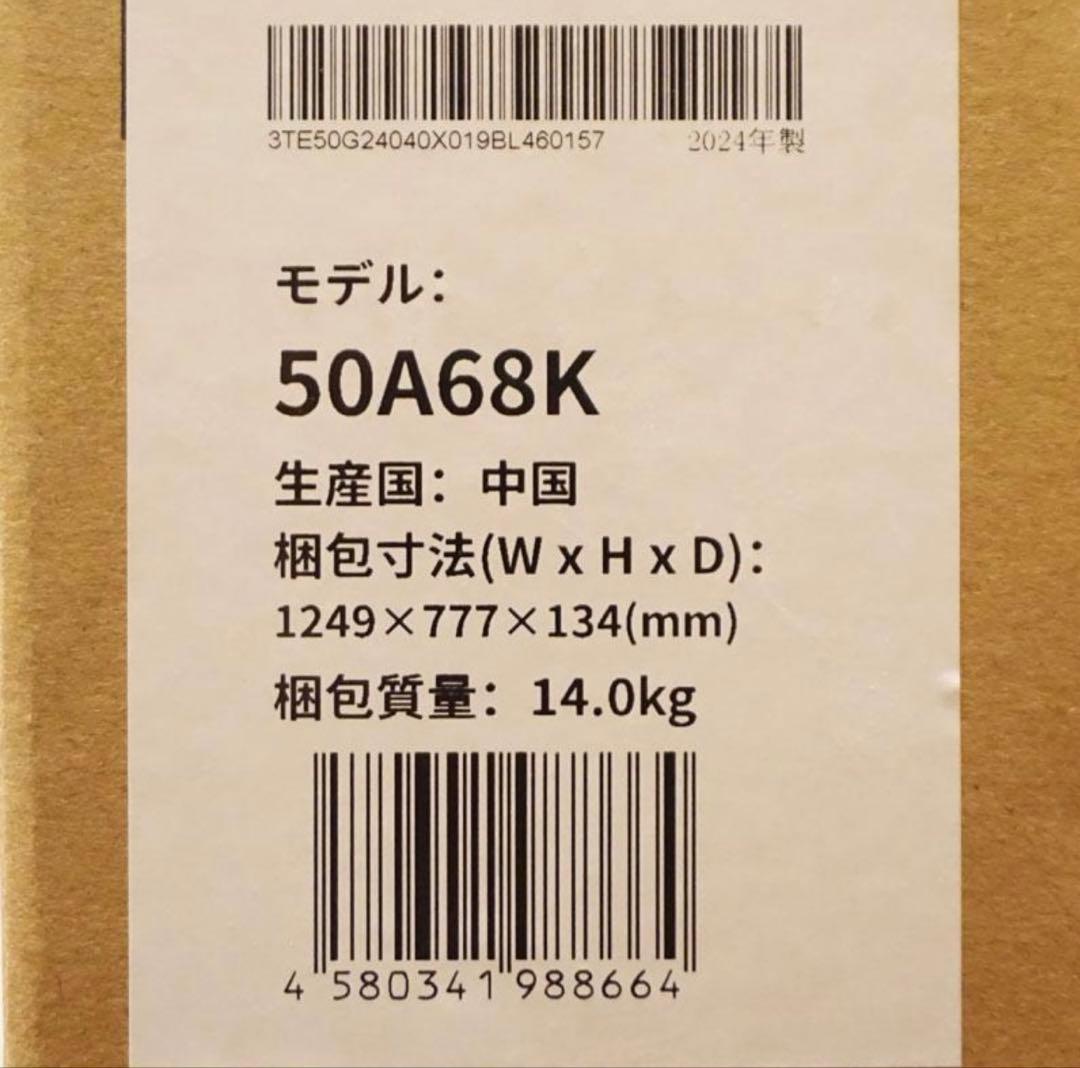 3TE50G24040X019BL460157 2024年製
モデル：
50A68K
生産国：中国
梱包寸法(W x H x D)：
1249×777×134(mm)
梱包質量：14.0kg
4 580341 988664